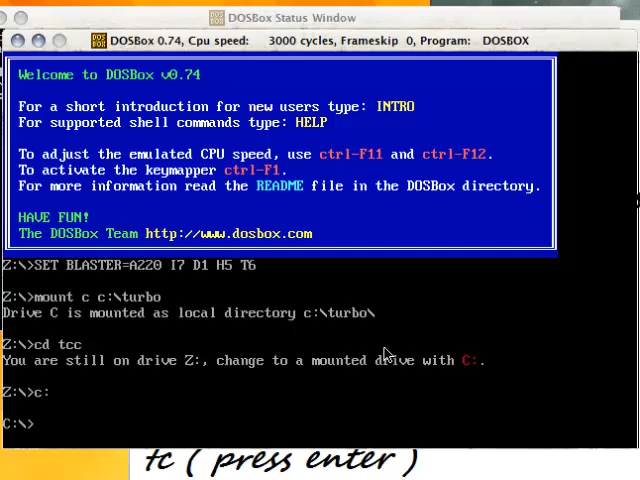 DOSBox Status Window
DOSBox 0.74, Cpu speed: 3000 cycles, Frameskip 0, Program: DOSBOX
Welcome to DOSBox v0.74
For a short introduction for new users type: INTRO
For supported shell commands type: HELP
To adjust the emulated CPU speed, use ctrl-F11 and ctrl-F12.
To activate the keymapper ctrl-F1.
For more information read the README file in the DOSBox directory.
HAVE FUN!
The DOSBox Team http://www.dosbox.com
Z:\>SET BLASTER=A220 I7 D1 H5 T6
Z:\>mount c c:\turbo
Drive C is mounted as local directory c:\turbo\
Z:\>cd tcc
You are still on drive Z:, change to a mounted drive with C:.
Z:\>c:
C:\>
tc ( press enter )